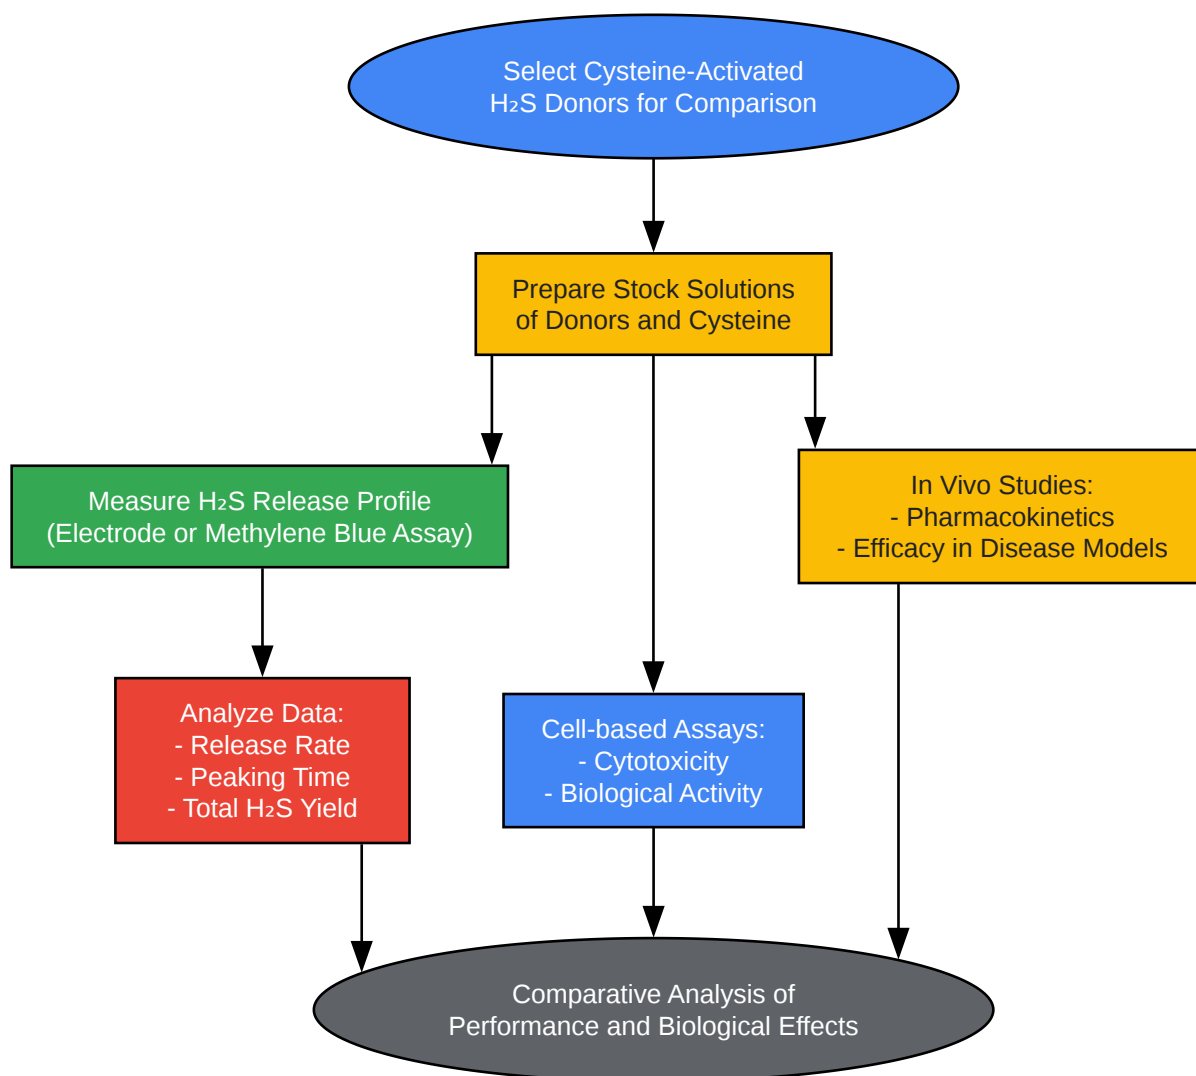 Select Cysteine-Activated
H₂S Donors for Comparison
Prepare Stock Solutions
of Donors and Cysteine
Measure H₂S Release Profile
(Electrode or Methylene Blue Assay)
In Vivo Studies:
- Pharmacokinetics
- Efficacy in Disease Models
Analyze Data:
- Release Rate
- Peaking Time
- Total H₂S Yield
Cell-based Assays:
- Cytotoxicity
- Biological Activity
Comparative Analysis of
Performance and Biological Effects